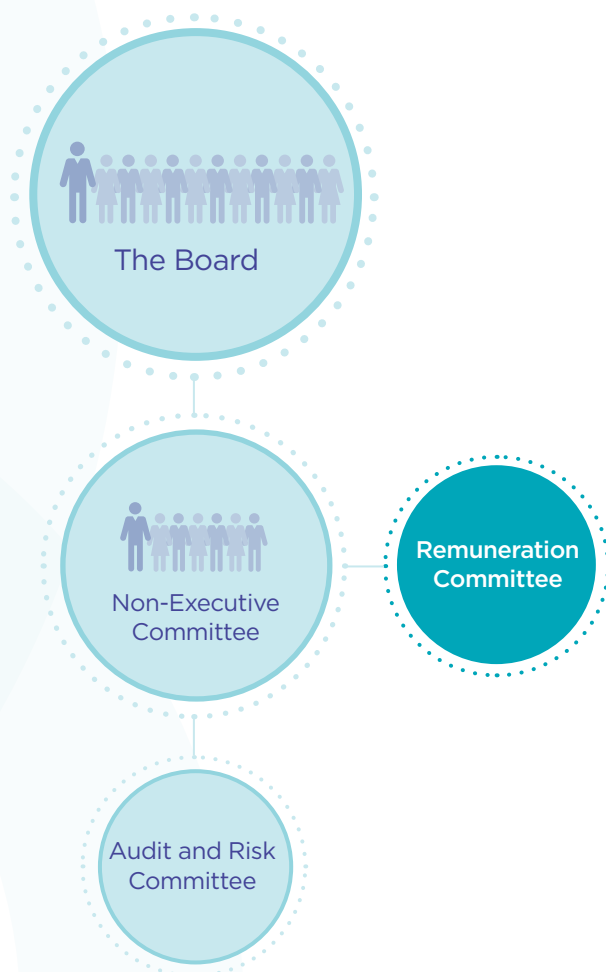 The Board
Non-Executive
Committee
Remuneration
Committee
Audit and Risk
Committee